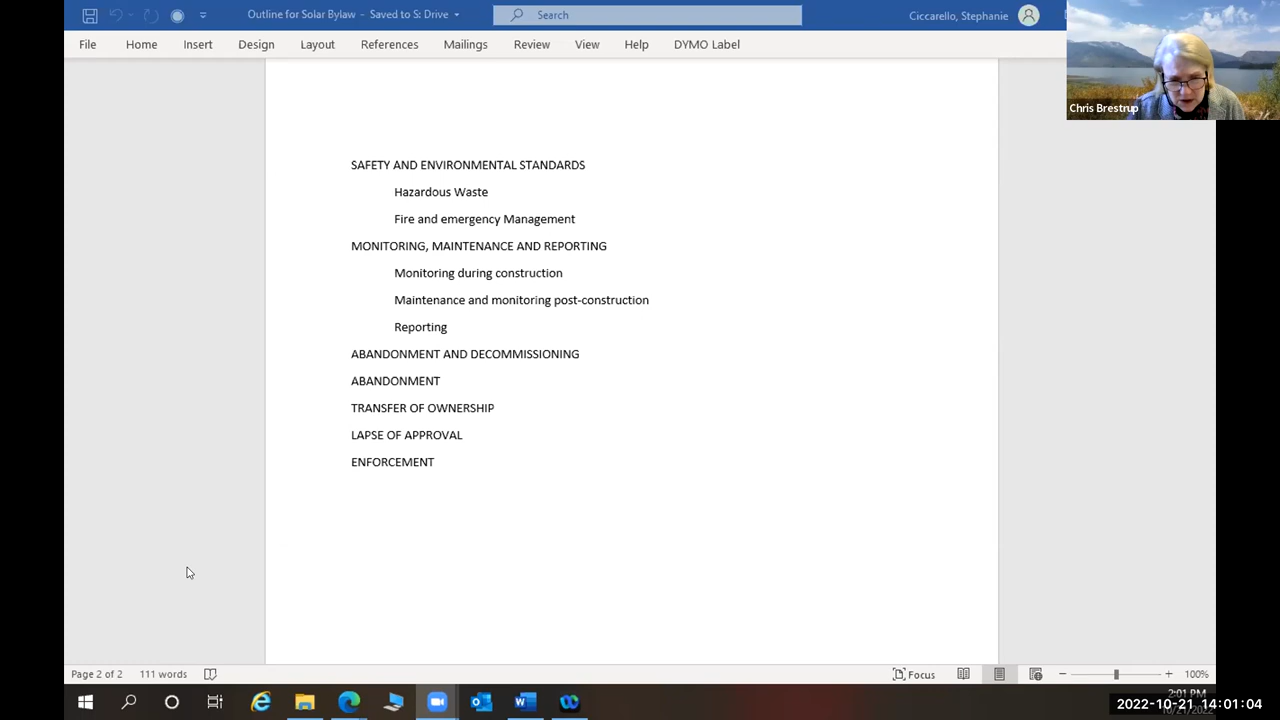 Outline for Solar Bylaw - Saved to S: Drive
Search
Ciccarello, Stephanie
File Home Insert Design Layout References Mailings Review View Help DYMO Label
Chris Brestrup
SAFETY AND ENVIRONMENTAL STANDARDS
Hazardous Waste
Fire and emergency Management
MONITORING, MAINTENANCE AND REPORTING
Monitoring during construction
Maintenance and monitoring post-construction
Reporting
ABANDONMENT AND DECOMMISSIONING
ABANDONMENT
TRANSFER OF OWNERSHIP
LAPSE OF APPROVAL
ENFORCEMENT
Page 2 of 2 111 words Focus 100%
2:01 PM
2022-10-21 14:01:04